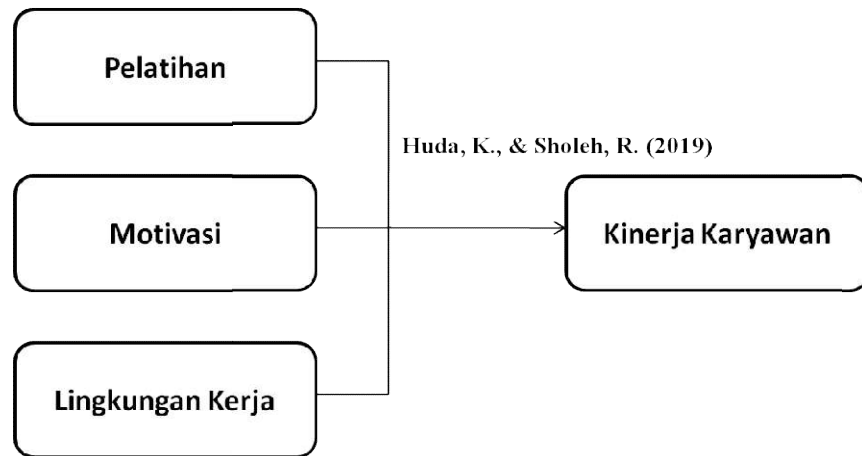 Pelatihan
Huda, K., & Sholeh, R. (2019)
Motivasi
Kinerja Karyawan
Lingkungan Kerja